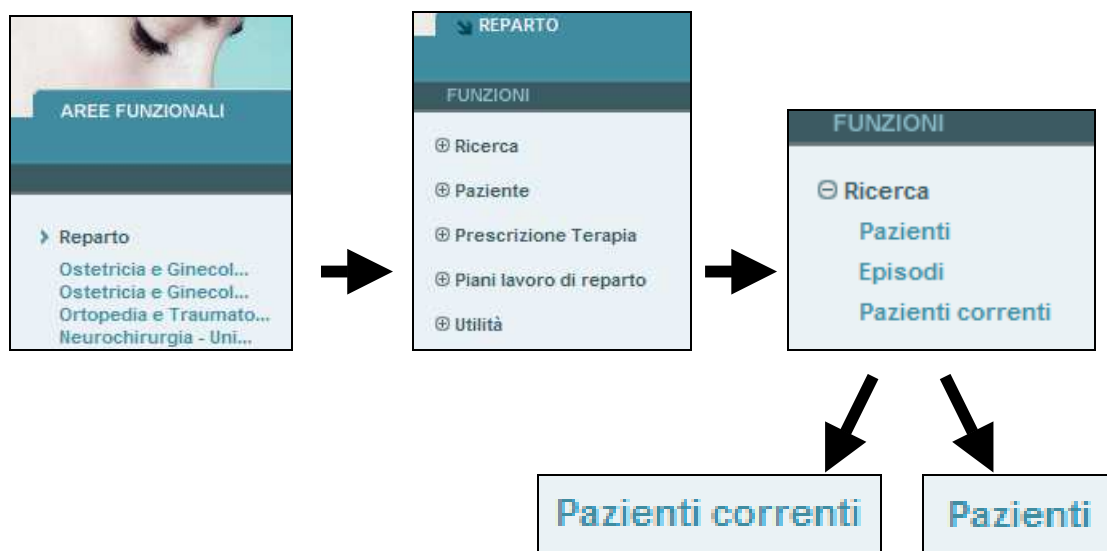 AREE FUNZIONALI
Reparto
Ostetricia e Ginecol...
Ostetricia e Ginecol...
Ortopedia e Traumato...
Neurochirurgia - Uni...
REPARTO
FUNZIONI
Ricerca
Paziente
Prescrizione Terapia
Piani lavoro di reparto
Utilità
FUNZIONI
Ricerca
Pazienti
Episodi
Pazienti correnti
Pazienti correnti
Pazienti